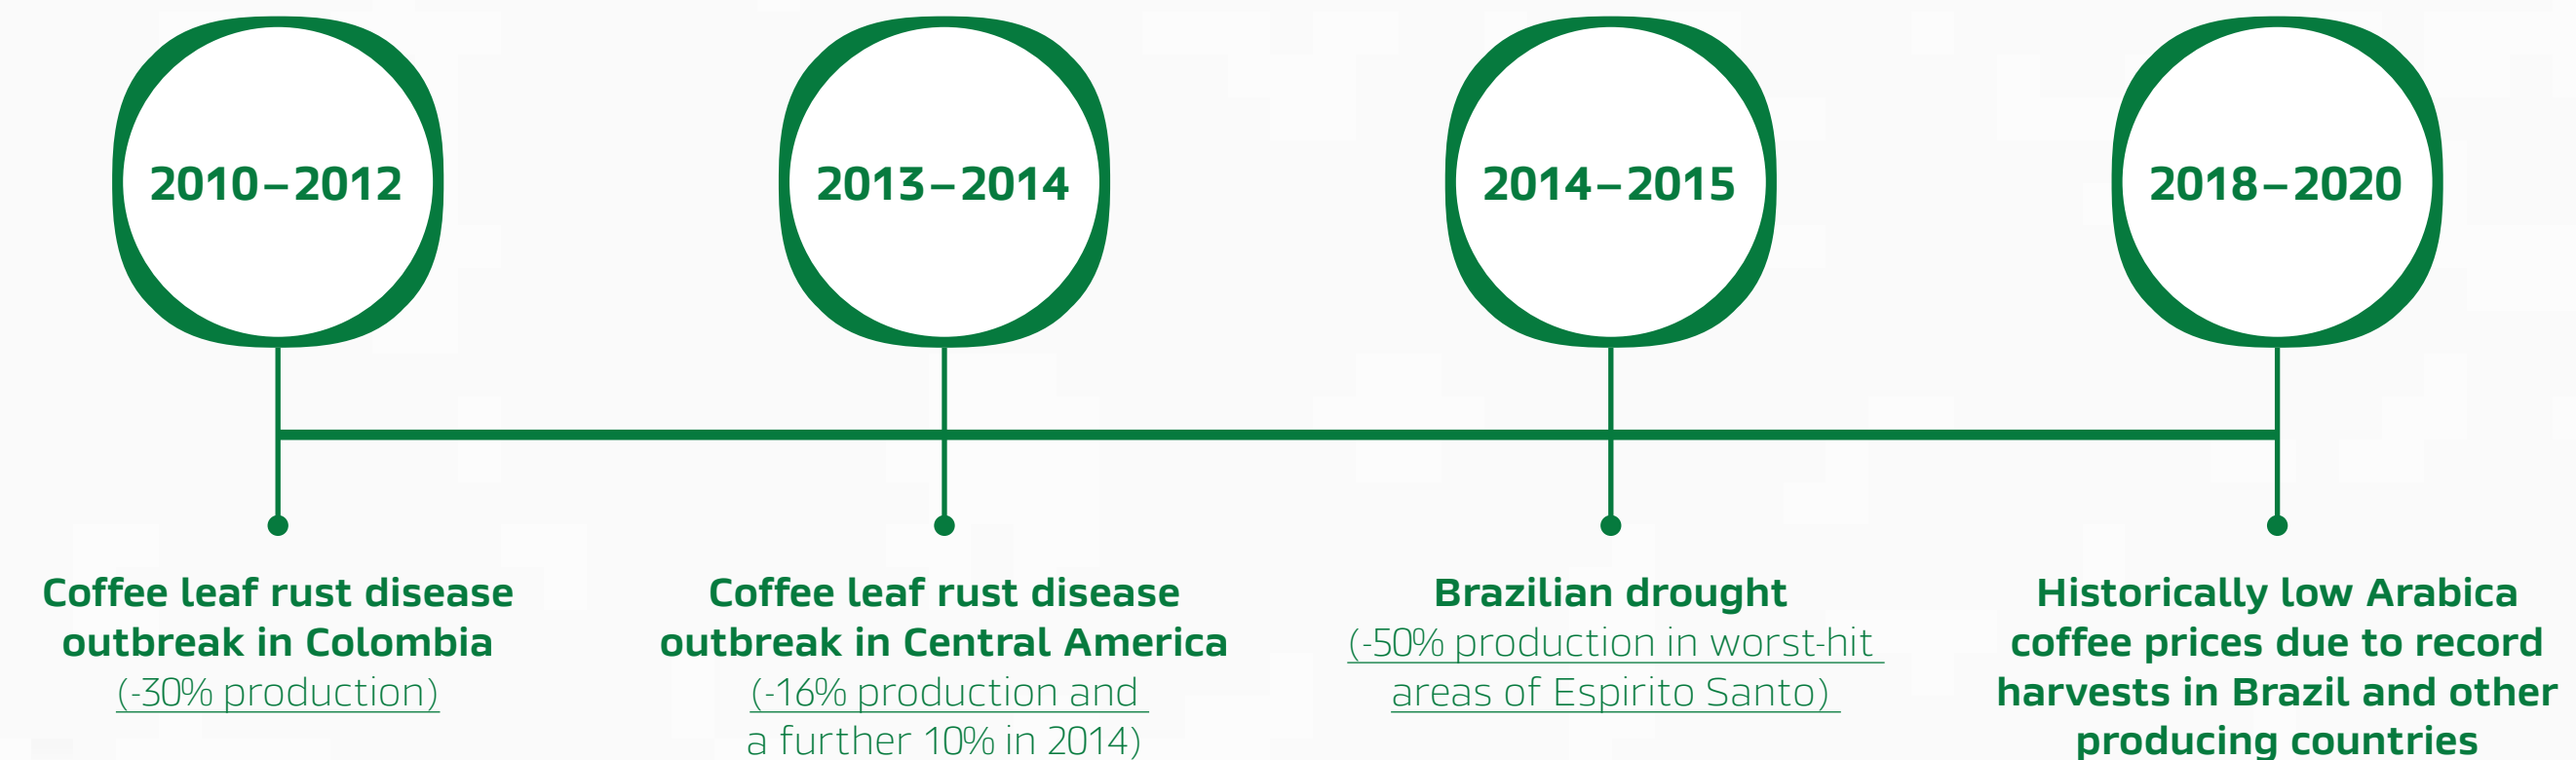 2010–2012
2013–2014
2014–2015
2018–2020
Coffee leaf rust disease
outbreak in Colombia
(-30% production)
Coffee leaf rust disease
outbreak in Central America
(-16% production and
a further 10% in 2014)
Brazilian drought
(-50% production in worst-hit
areas of Espirito Santo)
Historically low Arabica
coffee prices due to record
harvests in Brazil and other
producing countries